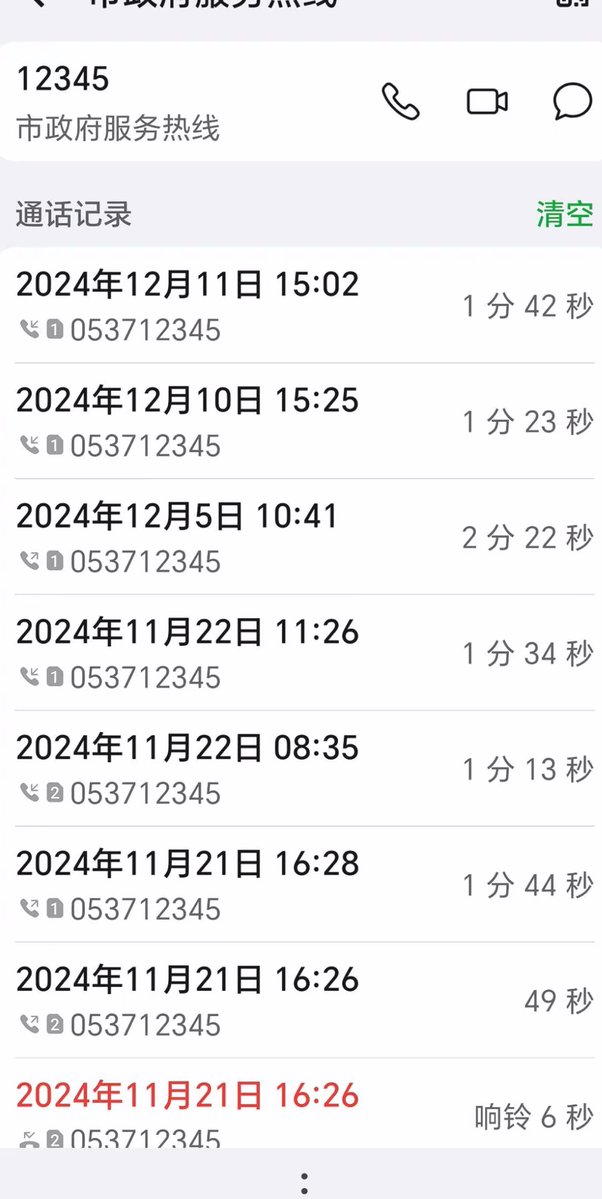 市政府服务热线
12345
市政府服务热线
通话记录
清空
2024年12月11日 15:02
1 分 42 秒
1 053712345
2024年12月10日 15:25
1 分 23 秒
1 053712345
2024年12月5日 10:41
2 分 22 秒
1 053712345
2024年11月22日 11:26
1 分 34 秒
1 053712345
2024年11月22日 08:35
1 分 13 秒
2 053712345
2024年11月21日 16:28
1 分 44 秒
1 053712345
2024年11月21日 16:26
49 秒
2 053712345
2024年11月21日 16:26
响铃 6 秒
2 053712345